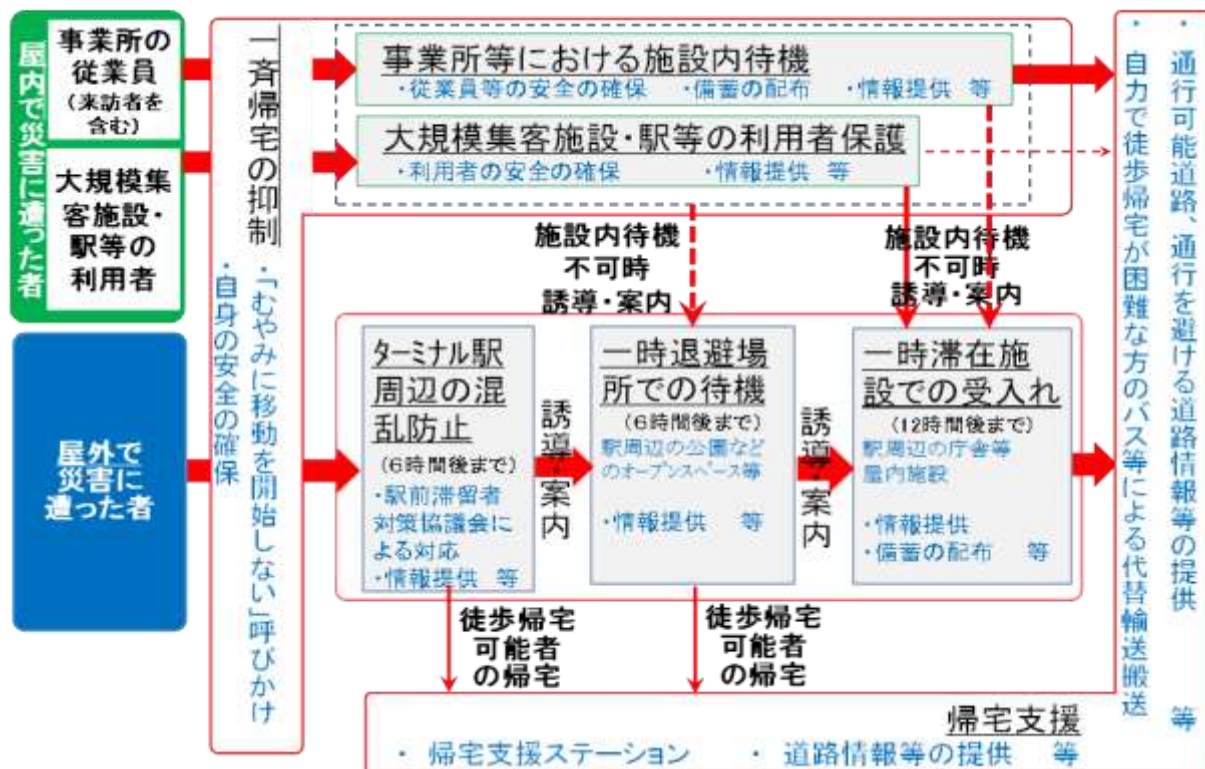 屋内で災害に遭った者
事業所の
従業員
(来訪者を
含む)
大規模集
客施設・
駅等の
利用者
屋外で
災害に
遭った者
一斉帰宅の抑制
・「むやみに移動を開始しない」呼びかけ
・自身の安全の確保
事業所等における施設内待機
・従業員等の安全の確保 ・備蓄の配布 ・情報提供 等
大規模集客施設・駅等の利用者保護
・利用者の安全の確保 ・情報提供 等
施設内待機
不可時
誘導・案内
施設内待機
不可時
誘導・案内
ターミナル駅
周辺の混
乱防止
(6時間後まで)
・駅前滞留者
対策協議会に
よる対応
・情報提供 等
誘導・案内
一時退避場
所での待機
(6時間後まで)
駅周辺の公園など
のオープンスペース等
・情報提供 等
誘導・案内
一時滞在施
設での受入れ
(12時間後まで)
駅周辺の庁舎等
屋内施設
・情報提供
・備蓄の配布 等
徒歩帰宅
可能者
の帰宅
徒歩帰宅
可能者
の帰宅
・通行可能道路、通行を避ける道路情報等の提供 等
・自力で徒歩帰宅が困難な方のバス等による代替輸送搬送
帰宅支援
・ 帰宅支援ステーション ・ 道路情報等の提供 等